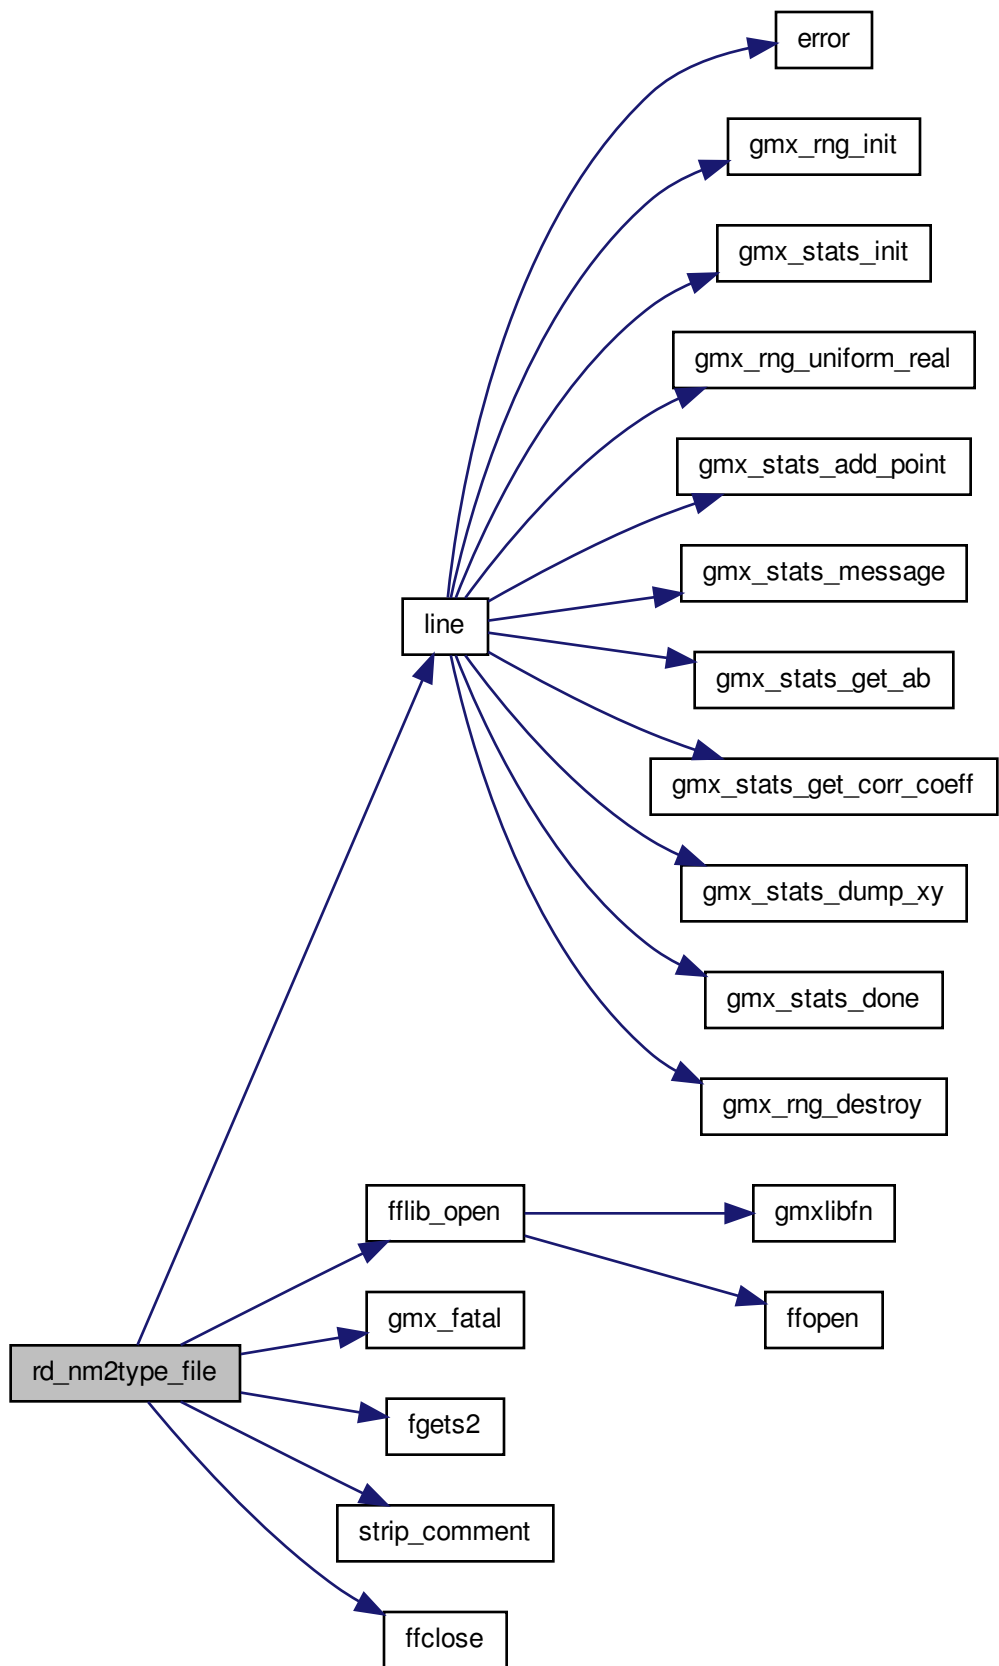 error
gmx_rng_init
gmx_stats_init
gmx_rng_uniform_real
gmx_stats_add_point
gmx_stats_message
line
gmx_stats_get_ab
gmx_stats_get_corr_coeff
gmx_stats_dump_xy
gmx_stats_done
gmx_rng_destroy
fflib_open
gmxlibfn
gmx_fatal
ffopen
rd_nm2type_file
fgets2
strip_comment
ffclose